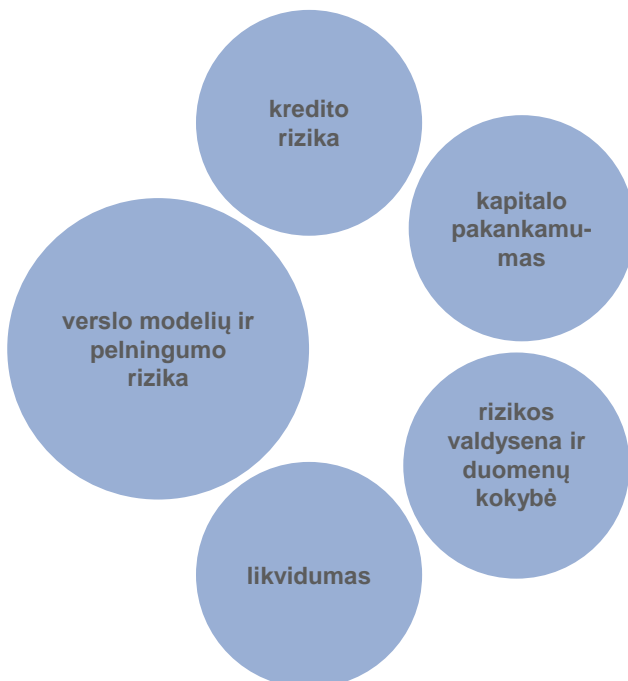 kredito
rizika
kapitalo
pakankamu-
mas
verslo modelių ir
pelningumo
rizika
rizikos
valdysena ir
duomenų
kokybė
likvidumas